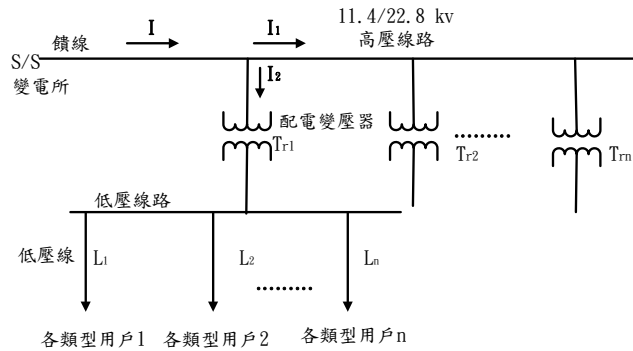 11.4/22.8 kv
I
I1
饋線
高壓線路
S/S
變電所
I2
配電變壓器
Tr1
Tr2
Trn
低壓線路
低壓線
L1
L2
Ln
各類型用戶1
各類型用戶2
各類型用戶n